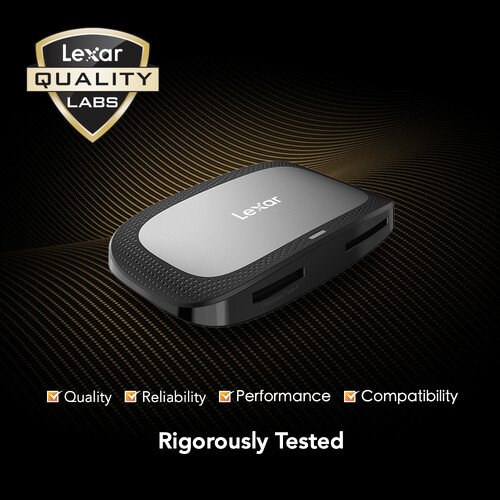 Lexar
QUALITY
LABS
Lexar
Quality Reliability Performance Compatibility
Rigorously Tested